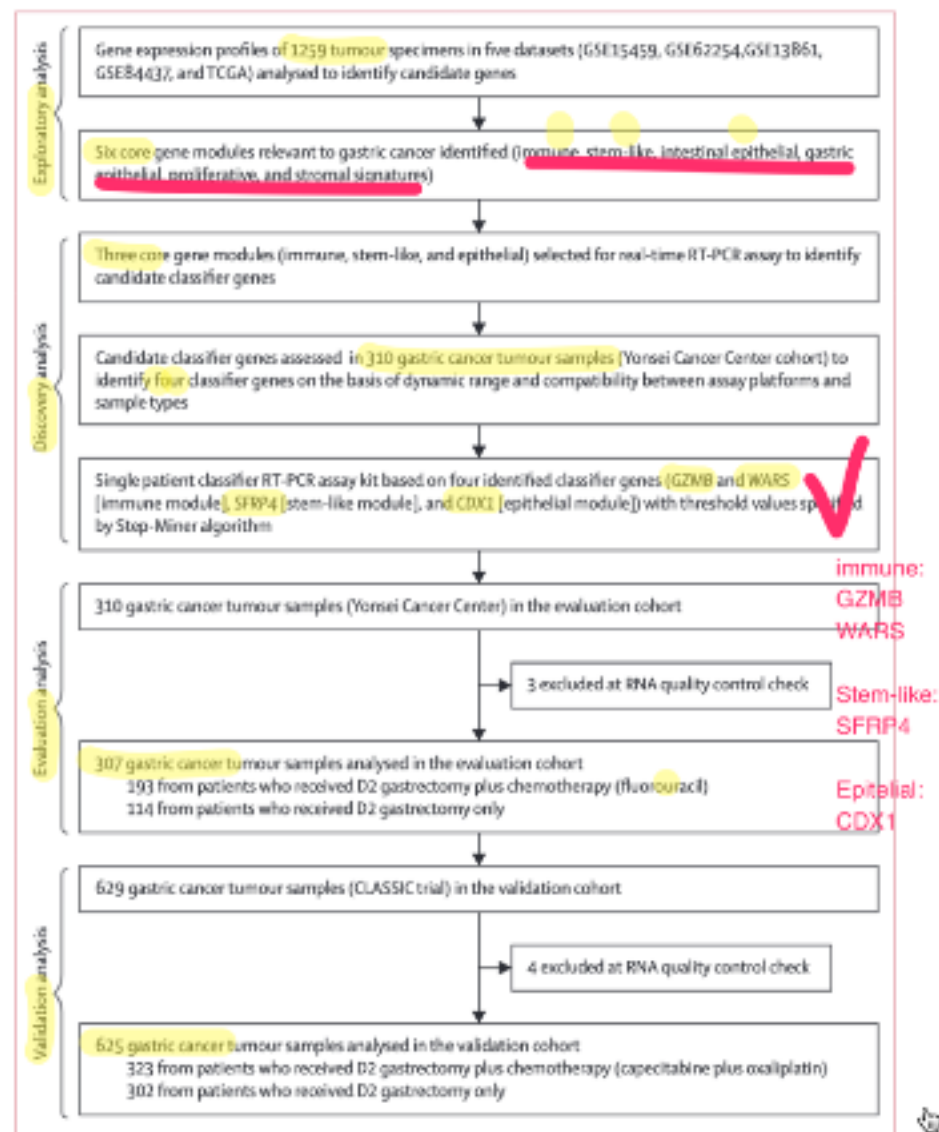 Exploratory analysis
Gene expression profiles of 1259 tumour specimens in five datasets (GSE15459, GSE62254,GSE13861,
GSE84437, and TCGA) analysed to identify candidate genes
Six core gene modules relevant to gastric cancer identified (immune, stem-like, intestinal epithelial, gastric
epithelial, proliferative, and stromal signatures)
Discovery analysis
Three core gene modules (immune, stem-like, and epithelial) selected for real-time RT-PCR assay to identify
candidate classifier genes
Candidate classifier genes assessed in 310 gastric cancer tumour samples (Yonsei Cancer Center cohort) to
identify four classifier genes on the basis of dynamic range and compatibility between assay platforms and
sample types
Single patient classifier RT-PCR assay kit based on four identified classifier genes (GZMB and WARS
[immune module], SFRP4 [stem-like module], and CDX1 [epithelial module]) with threshold values specified
by Step-Miner algorithm
immune:
GZMB
WARS
Stem-like:
SFRP4
Epitelial:
CDX1
Evaluation analysis
310 gastric cancer tumour samples (Yonsei Cancer Center) in the evaluation cohort
3 excluded at RNA quality control check
307 gastric cancer tumour samples analysed in the evaluation cohort
193 from patients who received D2 gastrectomy plus chemotherapy (fluorouracil)
114 from patients who received D2 gastrectomy only
Validation analysis
629 gastric cancer tumour samples (CLASSIC trial) in the validation cohort
4 excluded at RNA quality control check
625 gastric cancer tumour samples analysed in the validation cohort
323 from patients who received D2 gastrectomy plus chemotherapy (capecitabine plus oxaliplatin)
302 from patients who received D2 gastrectomy only